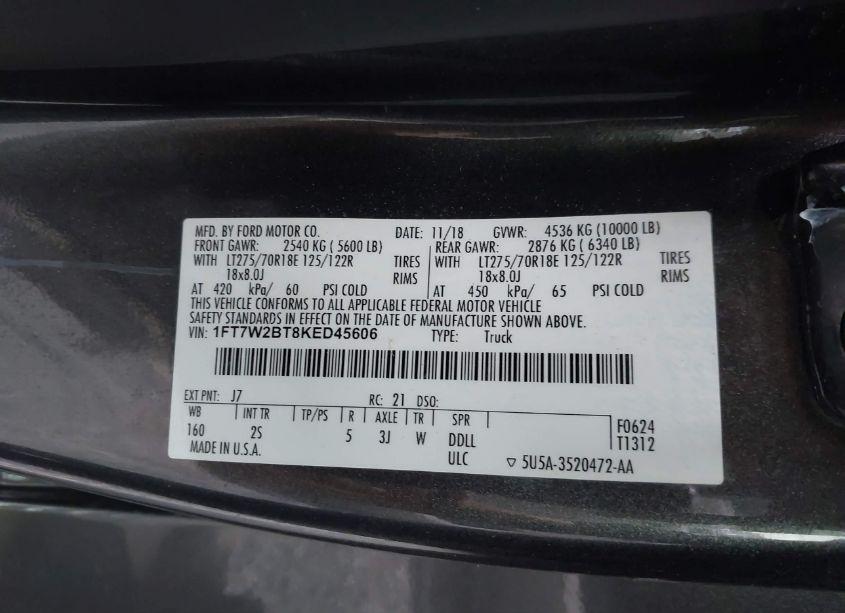 MFD. BY FORD MOTOR CO. DATE: 11/18 GVWR: 4536 KG (10000 LB)
FRONT GAWR: 2540 KG ( 5600 LB) REAR GAWR: 2876 KG ( 6340 LB)
WITH LT275/70R18E 125/122R TIRES WITH LT275/70R18E 125/122R TIRES
18x8.0J RIMS 18x8.0J RIMS
AT 420 kPa/ 60 PSI COLD AT 450 kPa/ 65 PSI COLD
THIS VEHICLE CONFORMS TO ALL APPLICABLE FEDERAL MOTOR VEHICLE
SAFETY STANDARDS IN EFFECT ON THE DATE OF MANUFACTURE SHOWN ABOVE.
VIN: 1FT7W2BT8KED45606 TYPE: Truck
EXT PNT: J7 RC: 21 DSO:
WB INT TR TP/PS R AXLE TR SPR F0624
160 2S 5 3J W DDLL T1312
MADE IN U.S.A. ULC ▽ 5U5A-3520472-AA